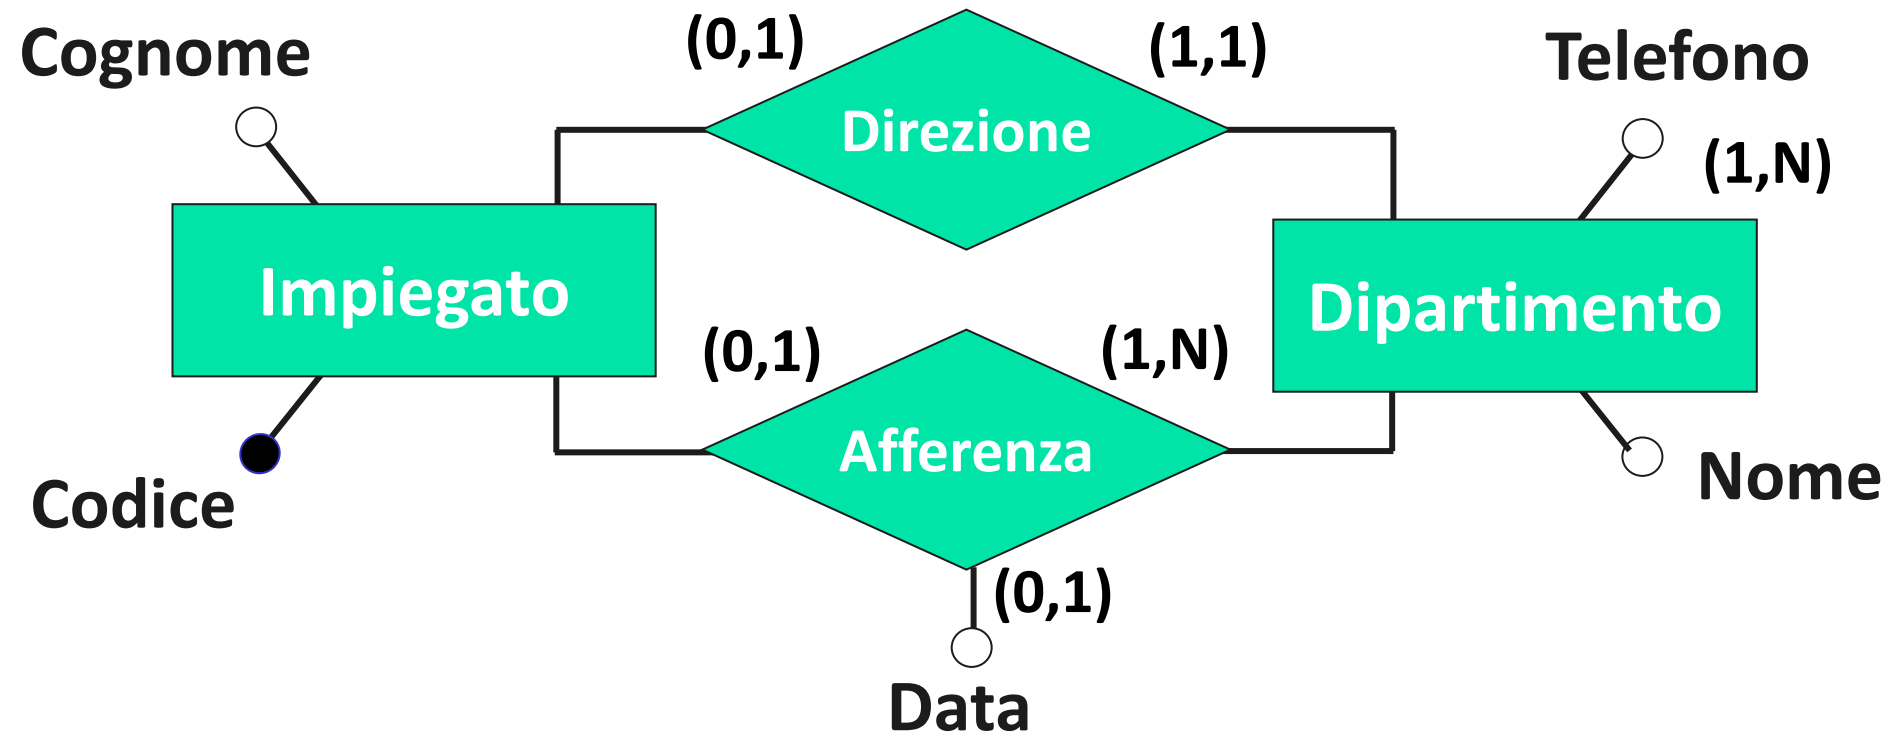 Cognome
(0,1)
(1,1)
Telefono
Direzione
(1,N)
Impiegato
Dipartimento
(0,1)
(1,N)
Afferenza
Codice
Nome
(0,1)
Data